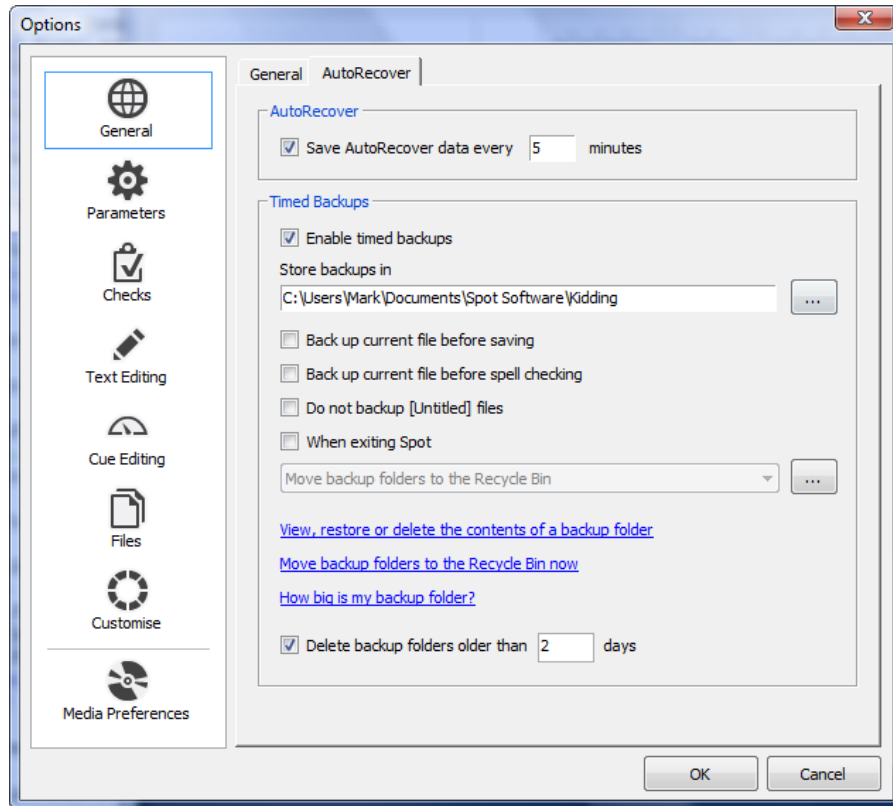 Options
General
Parameters
Checks
Text Editing
Cue Editing
Files
Customise
Media Preferences
General AutoRecover
AutoRecover
Save AutoRecover data every 5 minutes
Timed Backups
Enable timed backups
Store backups in
C:\Users\Mark\Documents\Spot Software\Kidding
...
Back up current file before saving
Back up current file before spell checking
Do not backup [Untitled] files
When exiting Spot
Move backup folders to the Recycle Bin
...
View, restore or delete the contents of a backup folder
Move backup folders to the Recycle Bin now
How big is my backup folder?
Delete backup folders older than 2 days
OK Cancel